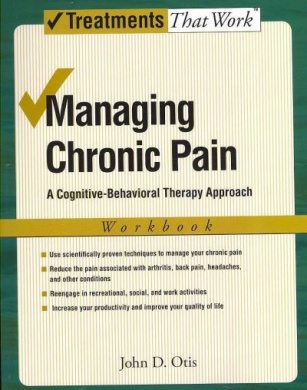 ✓Treatments That Work™
Managing
Chronic Pain
A Cognitive-Behavioral Therapy Approach
Workbook
■ Use scientifically proven techniques to manage your chronic pain
■ Reduce the pain associated with arthritis, back pain, headaches,
and other conditions
■ Reengage in recreational, social, and work activities
■ Increase your productivity and improve your quality of life
John D. Otis